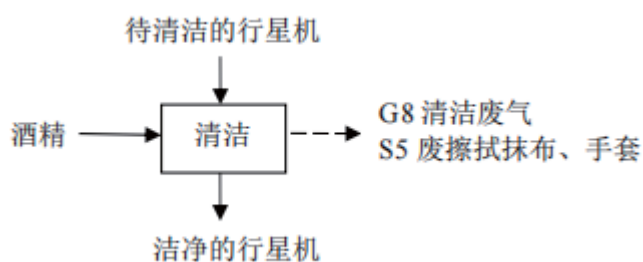 待清洁的行星机
酒精
清洁
G8 清洁废气
S5 废擦拭抹布、手套
洁净的行星机